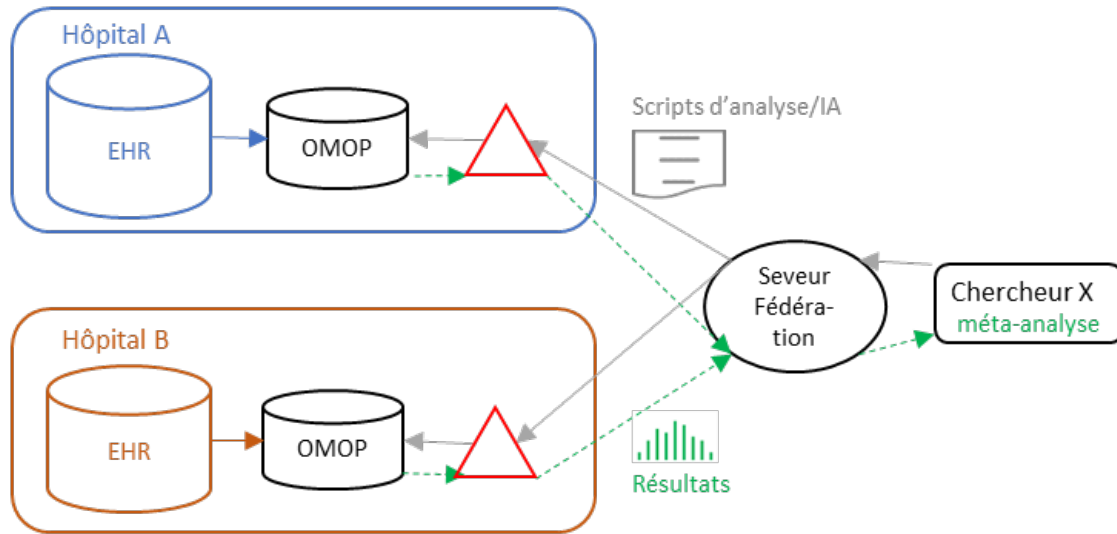 Hôpital A
EHR
OMOP
Scripts d'analyse/IA
Seveur
Fédéra-
tion
Chercheur X
méta-analyse
Hôpital B
EHR
OMOP
Résultats